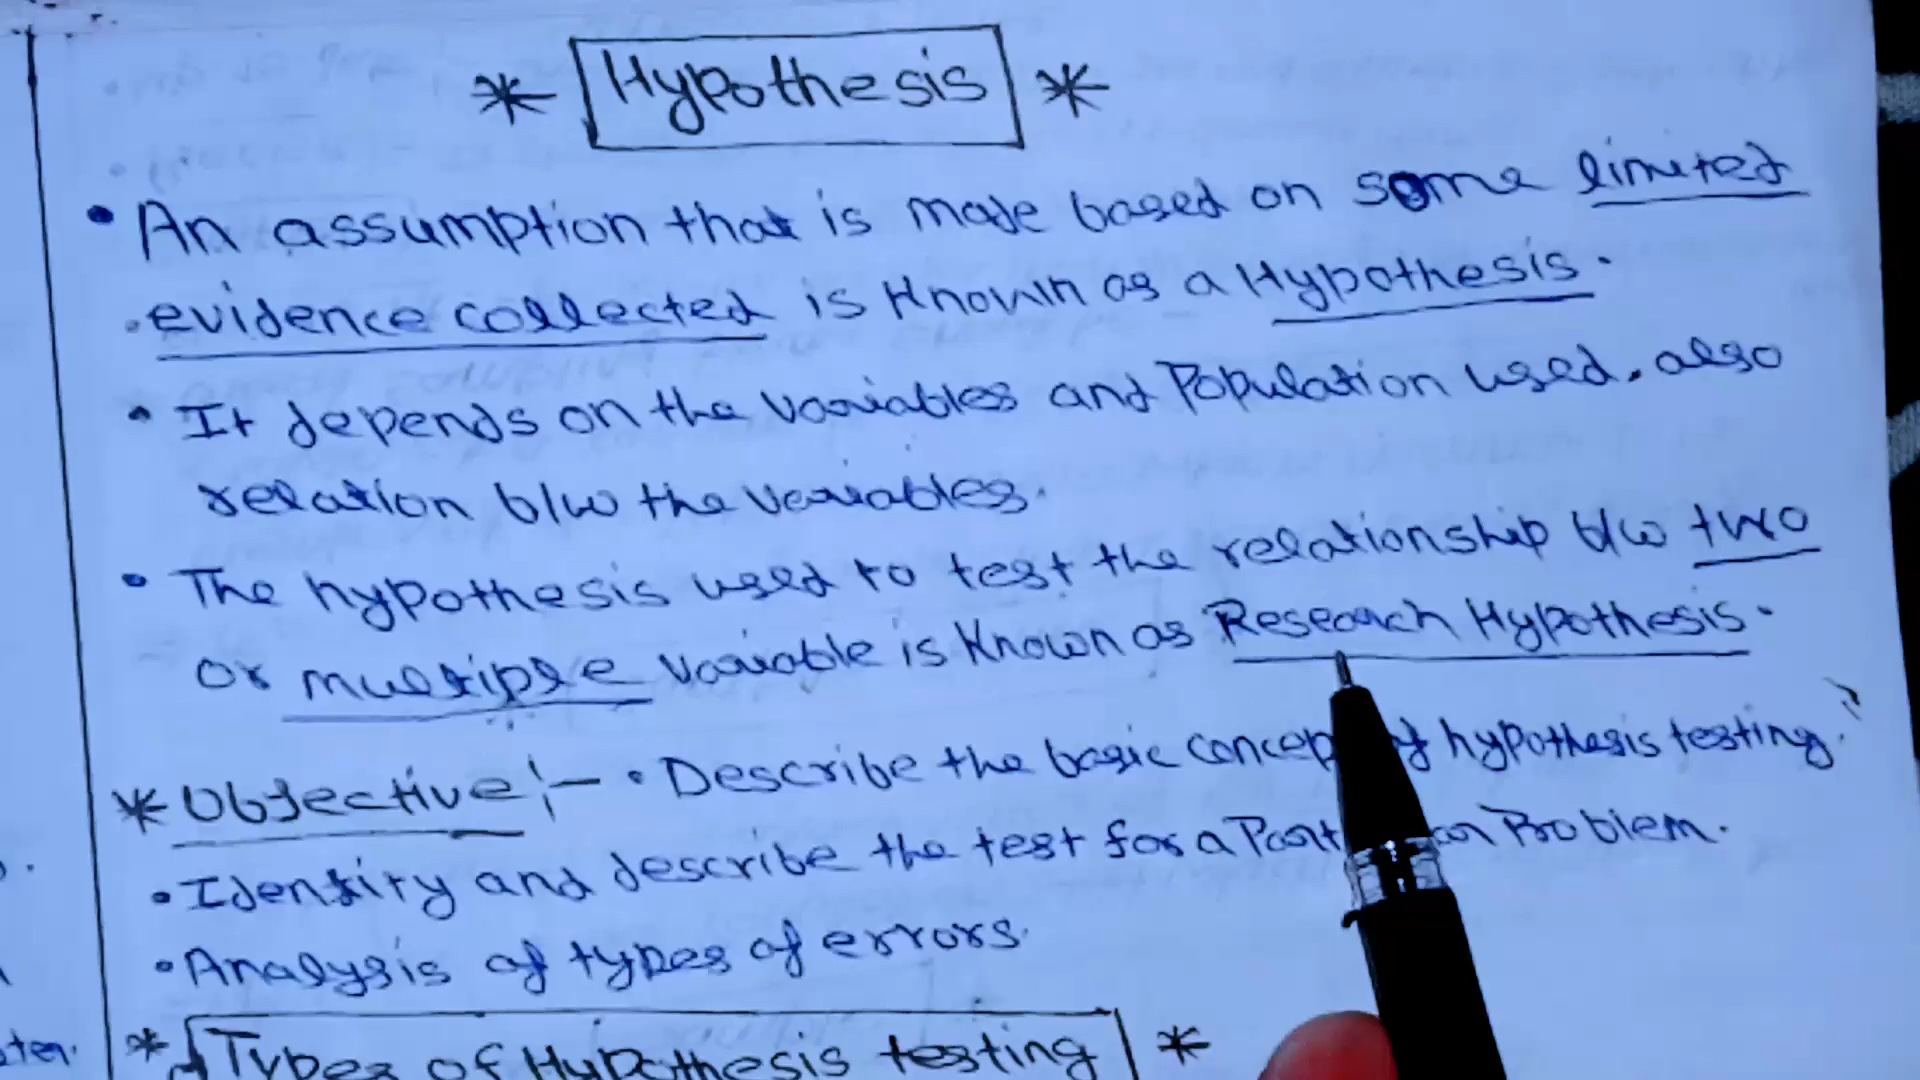 * Hypothesis *
• An assumption that is made based on some limited
evidence collected is known as a Hypothesis.
• It depends on the variables and Population used, also
relation b/w the variables.
• The hypothesis used to test the relationship b/w two
or multiple variable is known as Research Hypothesis.
* Objective :- • Describe the basic concept of hypothesis testing.
• Identity and describe the test for a Problem.
• Analysis of types of errors.
* Types of Hypothesis testing *